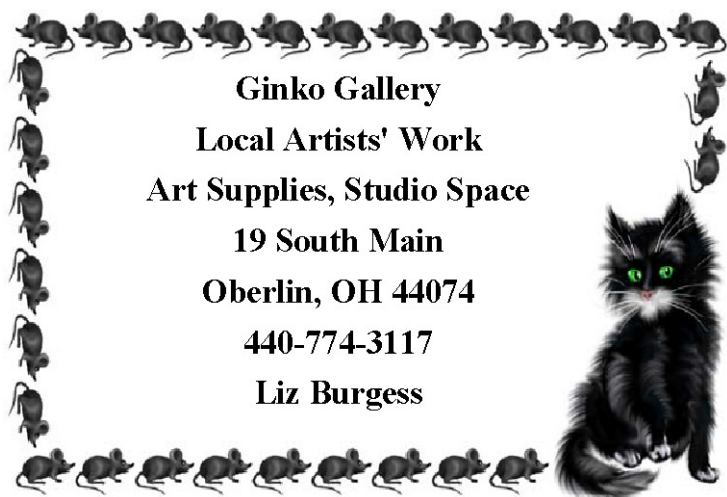 Ginko Gallery
Local Artists' Work
Art Supplies, Studio Space
19 South Main
Oberlin, OH 44074
440-774-3117
Liz Burgess